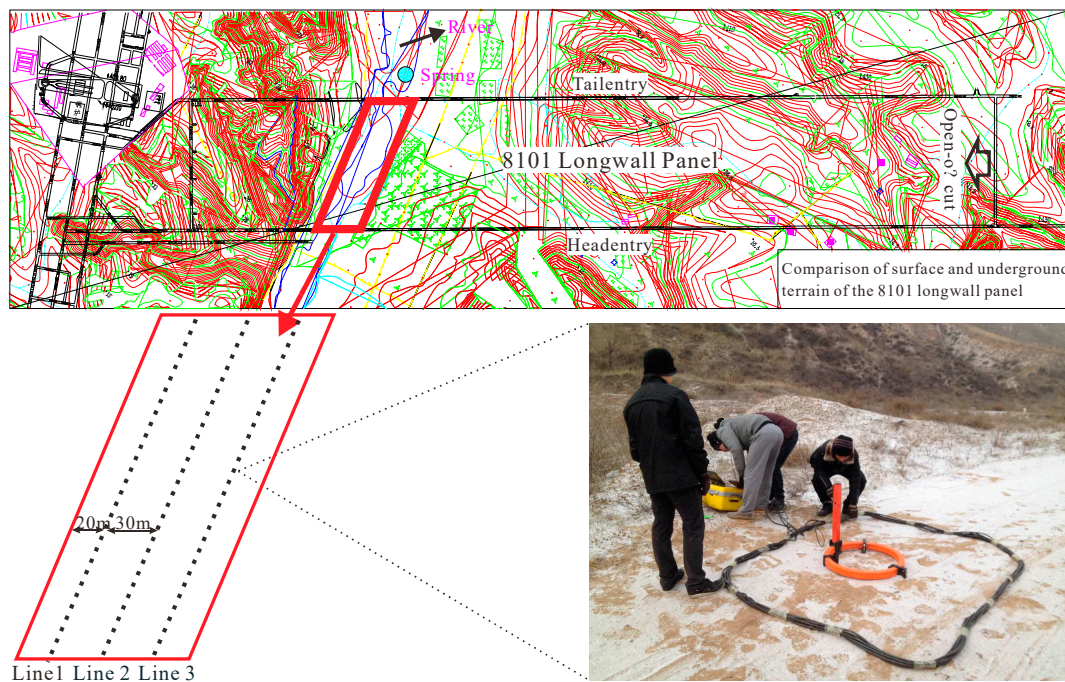 River
Spring
Tailentry
8101 Longwall Panel
Open-o? cut
Headentry
Comparison of surface and underground
terrain of the 8101 longwall panel
20m 30m
Line1 Line 2 Line 3